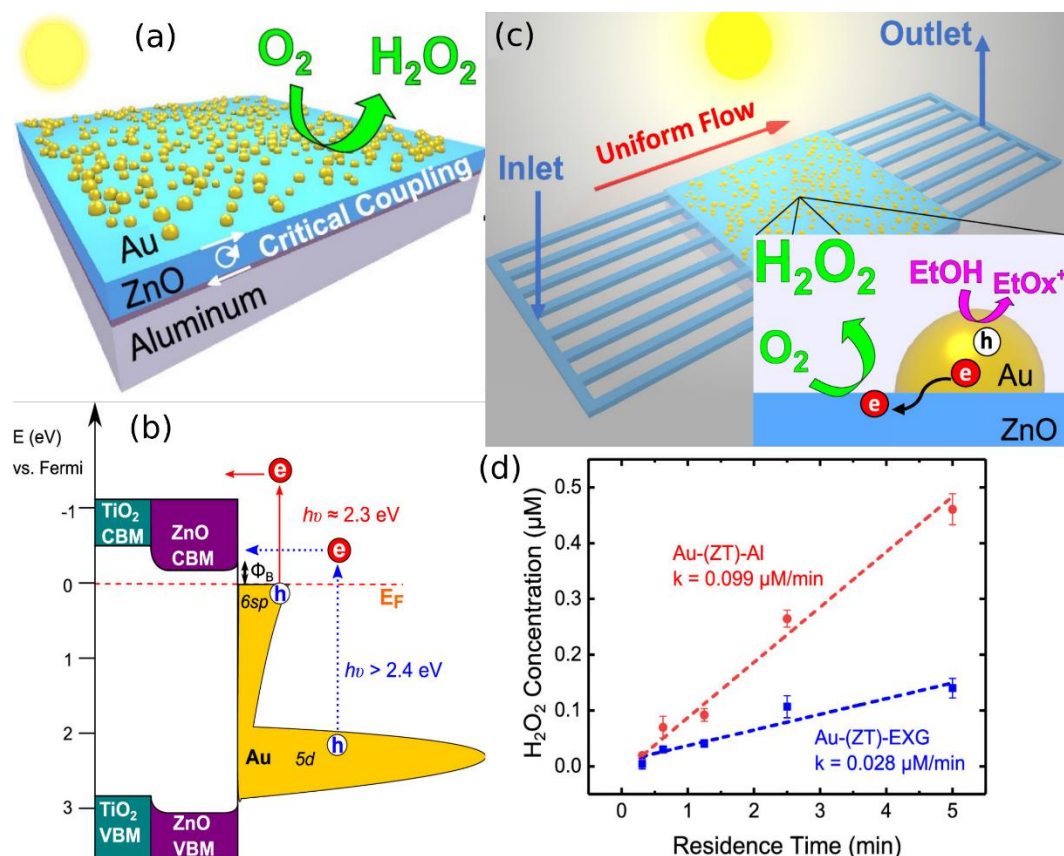 (a)
O₂
H₂O₂
Au
ZnO
Critical Coupling
Aluminum
(c)
Outlet
Uniform Flow
Inlet
H₂O₂
EtOH
EtOx⁺
O₂
h
e
Au
e
ZnO
(b)
E (eV)
vs. Fermi
e
TiO₂
CBM
ZnO
CBM
-1
hν ≈ 2.3 eV
e
Φ_B
0
h
E_F
6sp
1
hν > 2.4 eV
2
h
Au
5d
3
TiO₂
VBM
ZnO
VBM
(d)
H₂O₂ Concentration (μM)
0.5
0.4
0.3
0.2
0.1
0.0
Au-(ZT)-Al
k = 0.099 μM/min
Au-(ZT)-EXG
k = 0.028 μM/min
0 1 2 3 4 5
Residence Time (min)